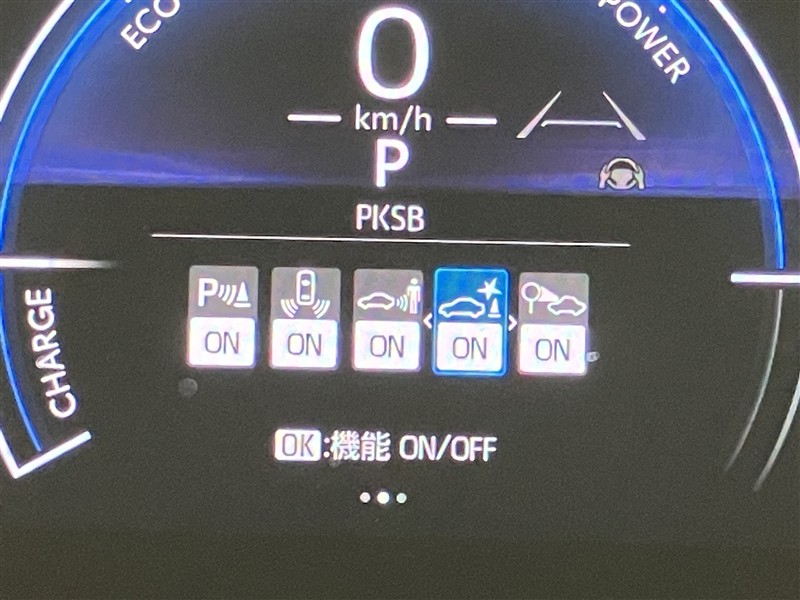 ECO
POWER
0
km/h
P
PKSB
CHARGE
P
ON ON ON ON ON
OK:機能 ON/OFF